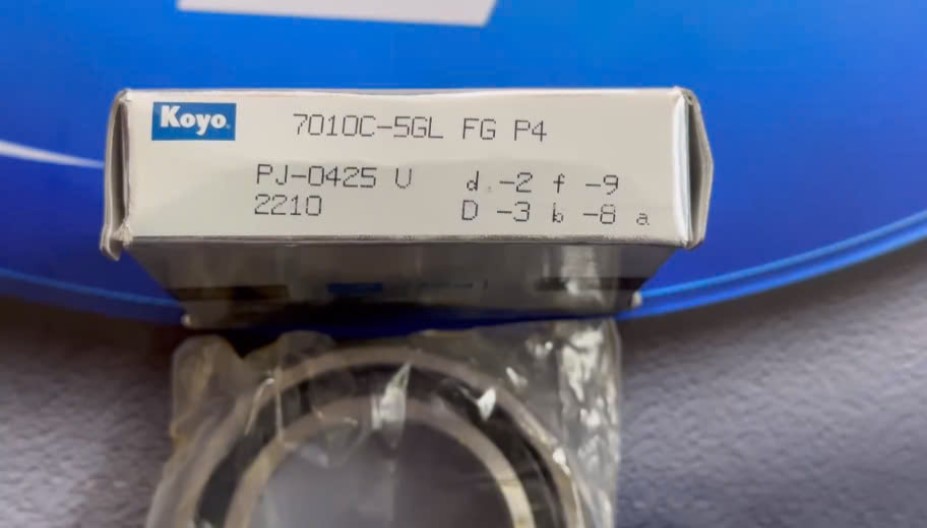 Koyo. 7010C-5GL FG P4
PJ-0425 U d -2 f -9
2210 D -3 b -8 a